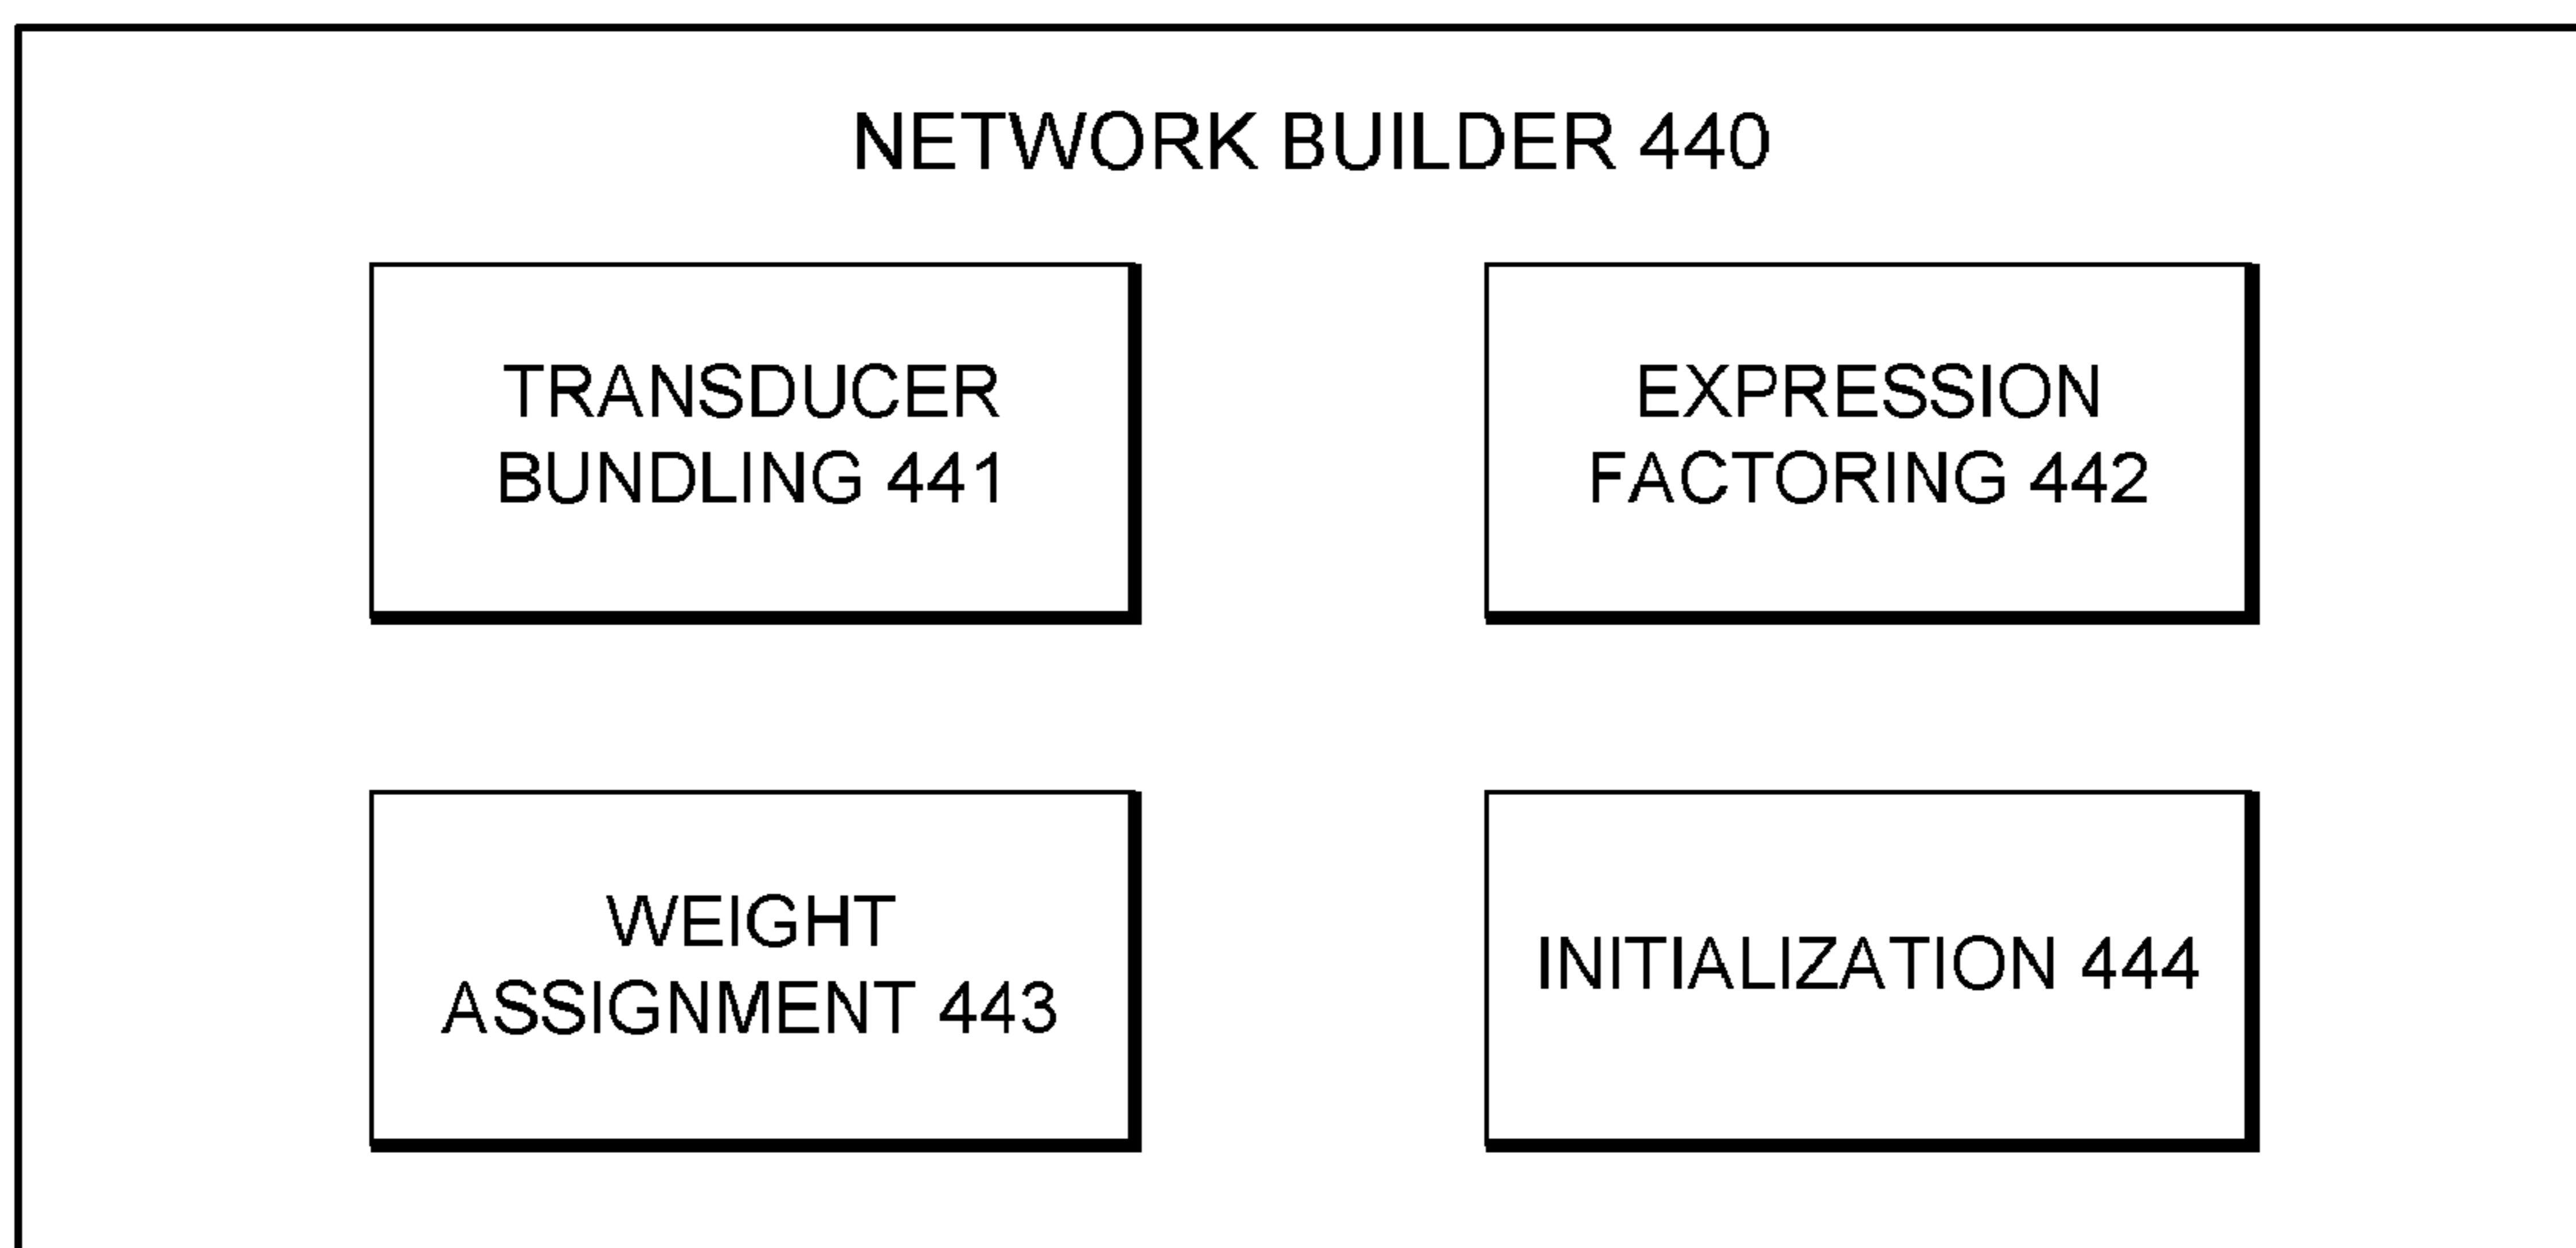 NETWORK BUILDER 440
TRANSDUCER
BUNDLING 441
EXPRESSION
FACTORING 442
WEIGHT
ASSIGNMENT 443
INITIALIZATION 444